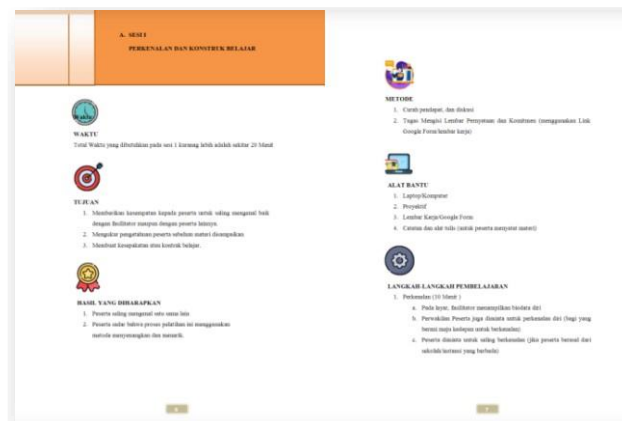 A. SESI I
PERKENALAN DAN KONSTRUK BELAJAR
Waktu
WAKTU
Total Waktu yang dibutuhkan pada sesi 1 kurang lebih adalah sekitar 20 Menit
TUJUAN
1. Memberikan kesempatan kepada peserta untuk saling mengenal baik
dengan fasilitator maupun dengan peserta lainnya.
2. Mengukur pengetahuan peserta sebelum materi disampaikan
3. Membuat kesepakatan atau kontrak belajar.
HASIL YANG DIHARAPKAN
1. Peserta saling mengenal satu sama lain
2. Peserta sadar bahwa proses pelatihan ini menggunakan
metode menyenangkan dan menarik.
6
METODE
1. Curah pendapat, dan diskusi
2. Tugas Mengisi Lembar Pernyataan dan Komitmen (menggunakan Link
Google Form/lembar kerja)
ALAT BANTU
1. Laptop/Komputer
2. Proyektif
3. Lembar Kerja/Google Form
4. Catatan dan alat tulis (untuk peserta mencatat materi)
LANGKAH-LANGKAH PEMBELAJARAN
1. Perkenalan (10 Menit )
a. Pada layar, fasilitator menampilkan biodata diri
b. Perwakilan Peserta juga diminta untuk perkenalan diri (bagi yang
berani maju kedepan untuk berkenalan)
c. Peserta diminta untuk saling berkenalan (jika peserta berasal dari
sekolah/instansi yang berbeda)
7